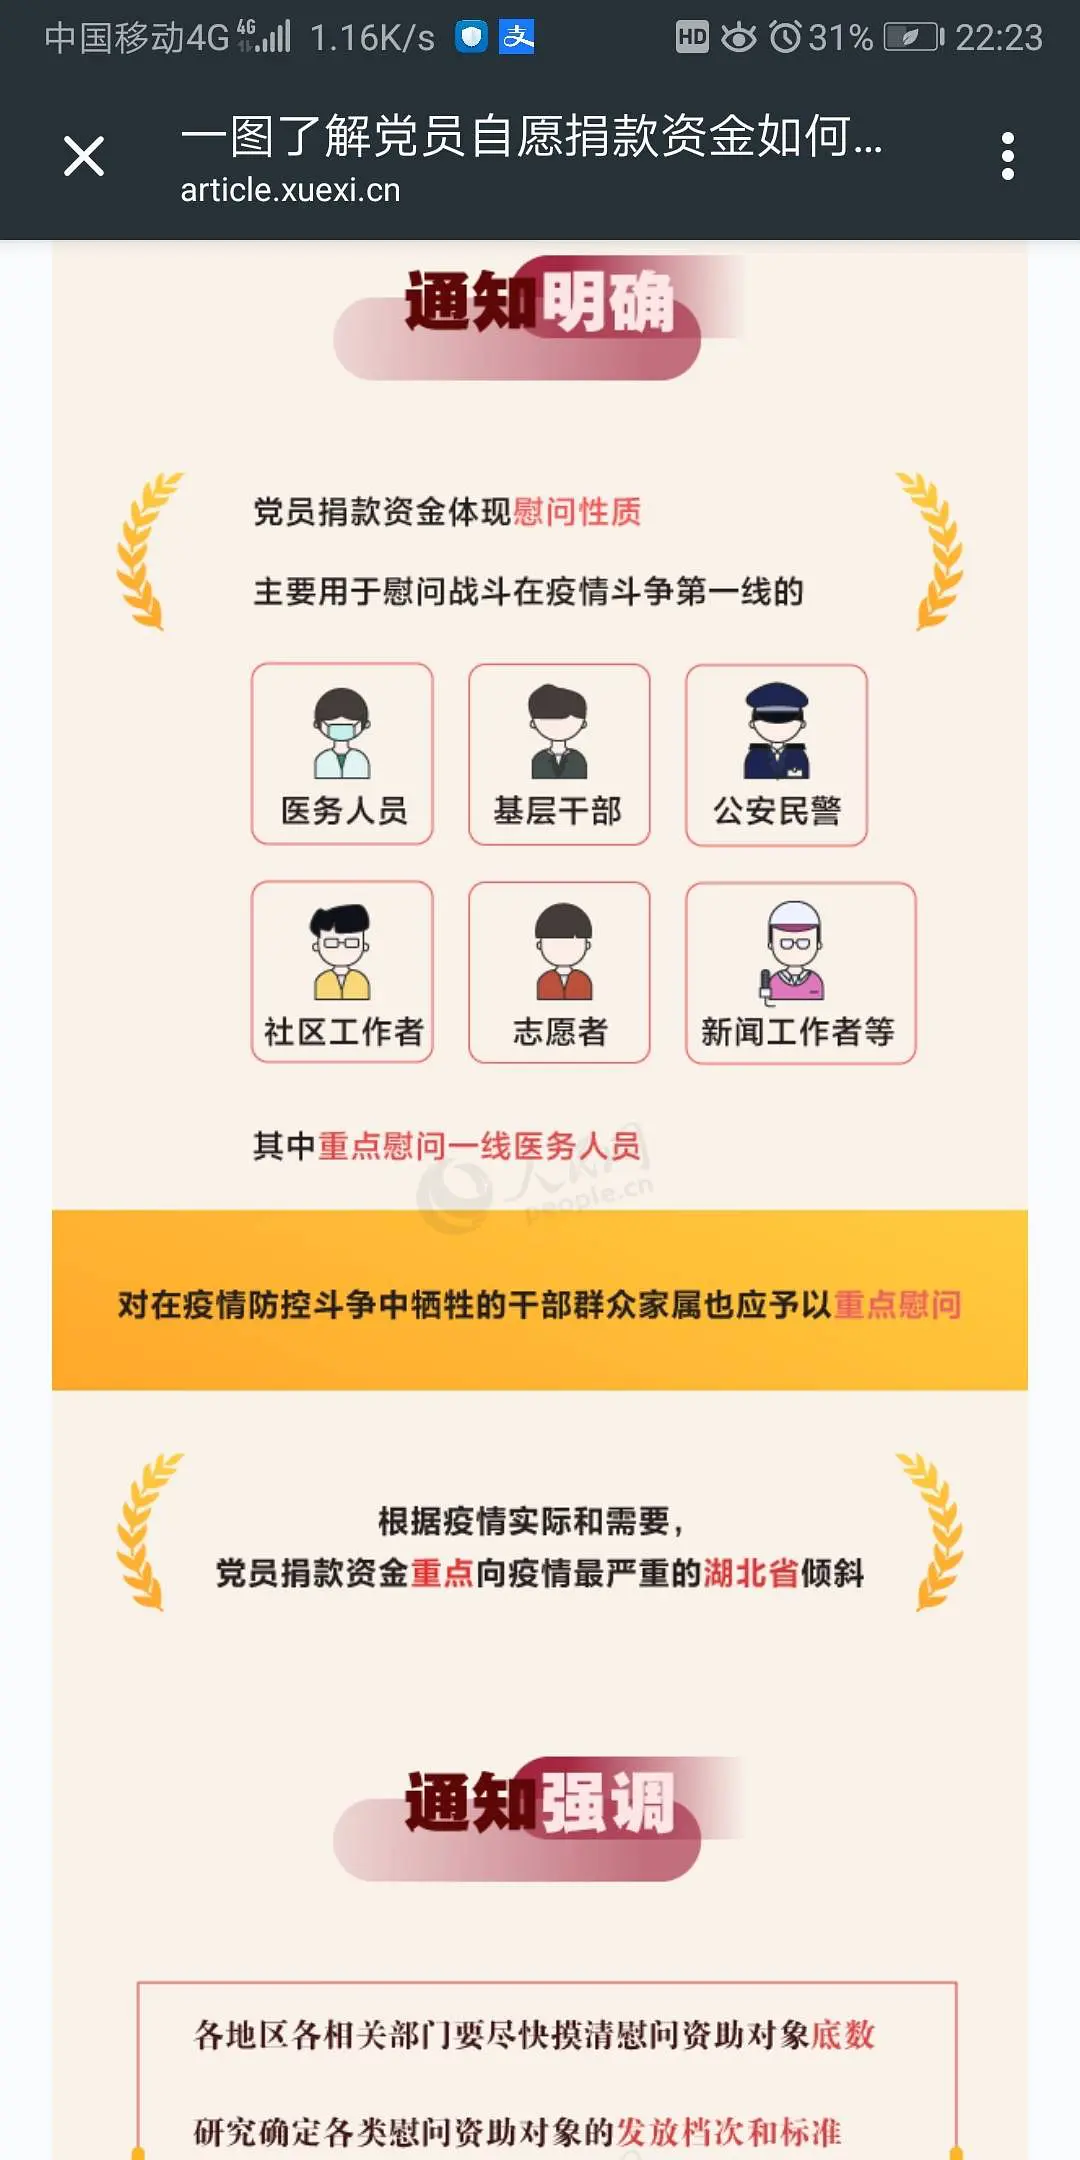 中国移动4G 4G 1.16K/s 支 HD 31% 22:23
一图了解党员自愿捐款资金如何...
article.xuexi.cn
通知明确
党员捐款资金体现慰问性质
主要用于慰问战斗在疫情斗争第一线的
医务人员 基层干部 公安民警
社区工作者 志愿者 新闻工作者等
其中重点慰问一线医务人员
人民网
people.cn
对在疫情防控斗争中牺牲的干部群众家属也应予以重点慰问
根据疫情实际和需要，
党员捐款资金重点向疫情最严重的湖北省倾斜
通知强调
各地区各相关部门要尽快摸清慰问资助对象底数
研究确定各类慰问资助对象的发放档次和标准